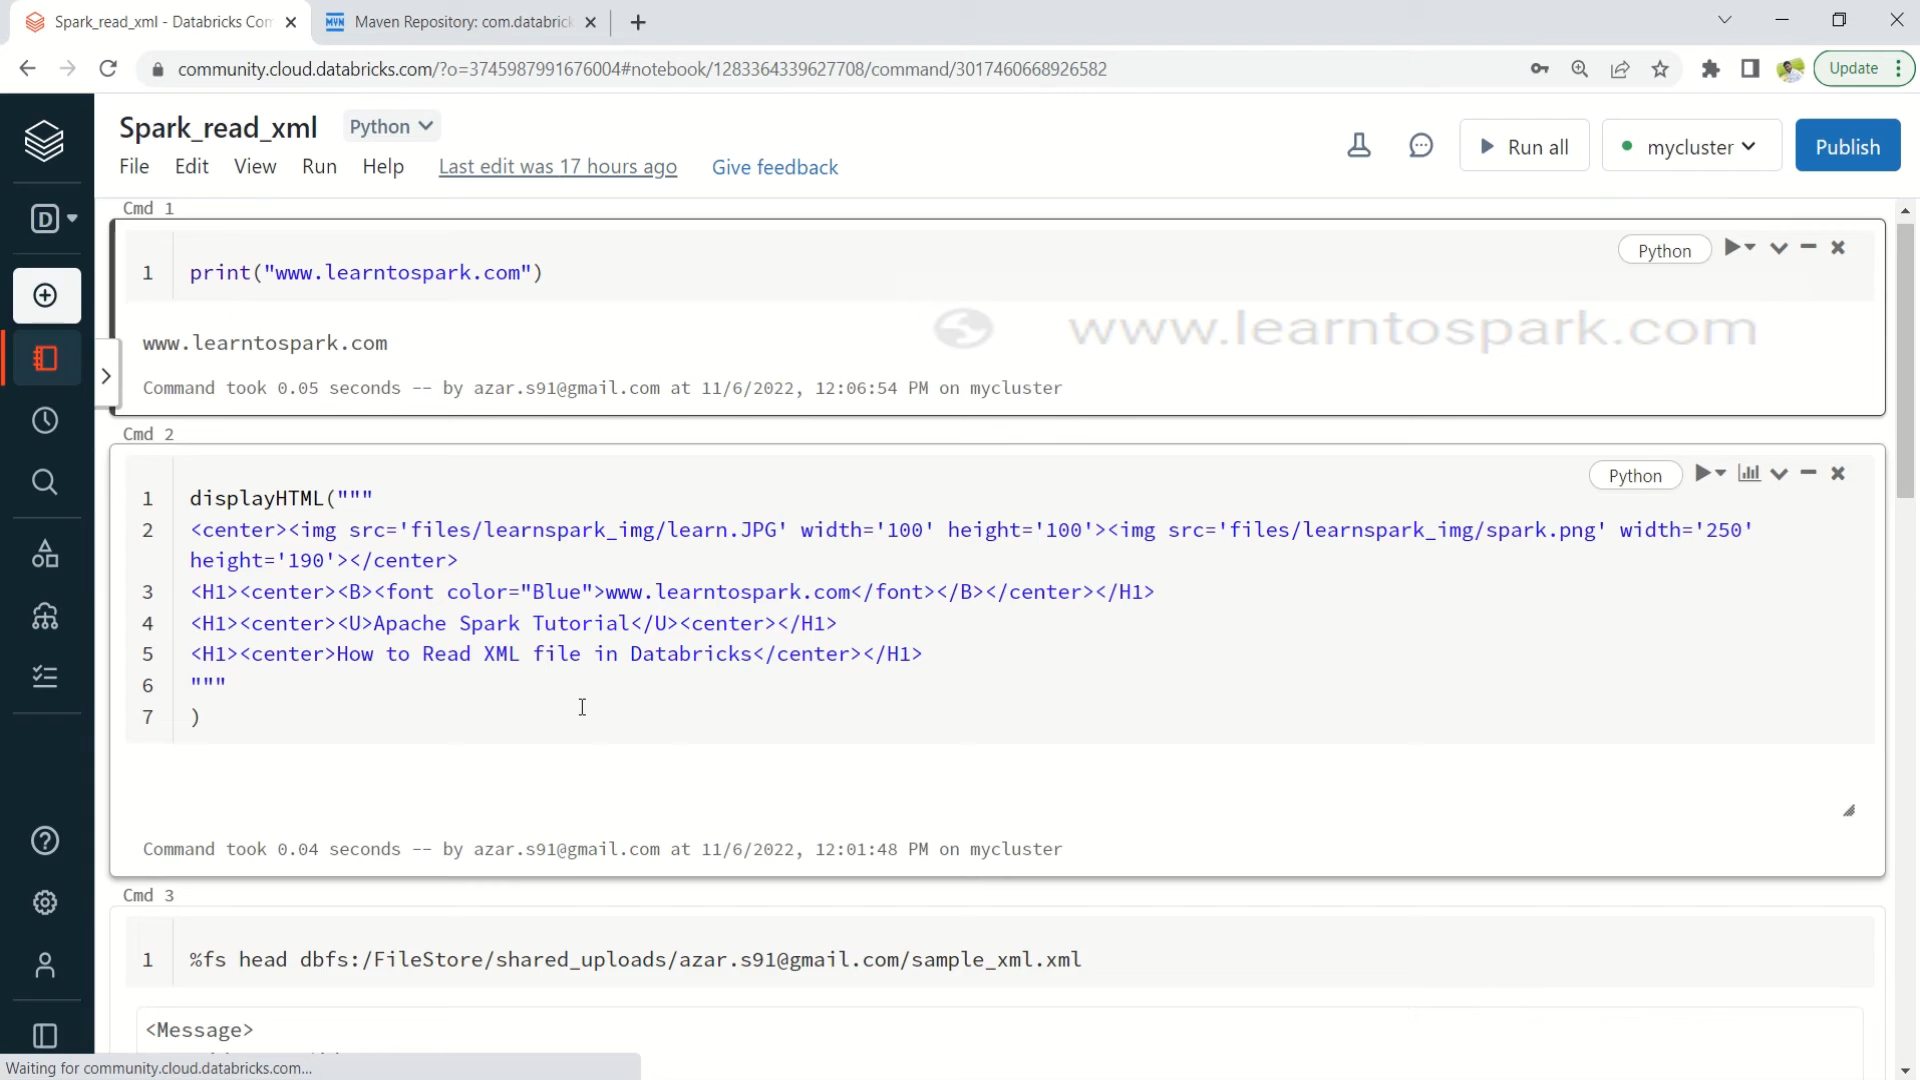 Spark_read_xml - Databricks Com
MVN Maven Repository: com.databrick
community.cloud.databricks.com/?o=3745987991676004#notebook/1283364339627708/command/3017460668926582
Update
Spark_read_xml Python
File Edit View Run Help Last edit was 17 hours ago Give feedback
Run all
mycluster
Publish
D
Cmd 1
Python
1 print("www.learntospark.com")
www.learntospark.com
www.learntospark.com
Command took 0.05 seconds -- by azar.s91@gmail.com at 11/6/2022, 12:06:54 PM on mycluster
Cmd 2
Python
1 displayHTML("""
2 <center><img src='files/learnspark_img/learn.JPG' width='100' height='100'><img src='files/learnspark_img/spark.png' width='250'
height='190'></center>
3 <H1><center><B><font color="Blue">www.learntospark.com</font></B></center></H1>
4 <H1><center><U>Apache Spark Tutorial</U><center></H1>
5 <H1><center>How to Read XML file in Databricks</center></H1>
6 """
7 )
Command took 0.04 seconds -- by azar.s91@gmail.com at 11/6/2022, 12:01:48 PM on mycluster
Cmd 3
1 %fs head dbfs:/FileStore/shared_uploads/azar.s91@gmail.com/sample_xml.xml
<Message>
Waiting for community.cloud.databricks.com...